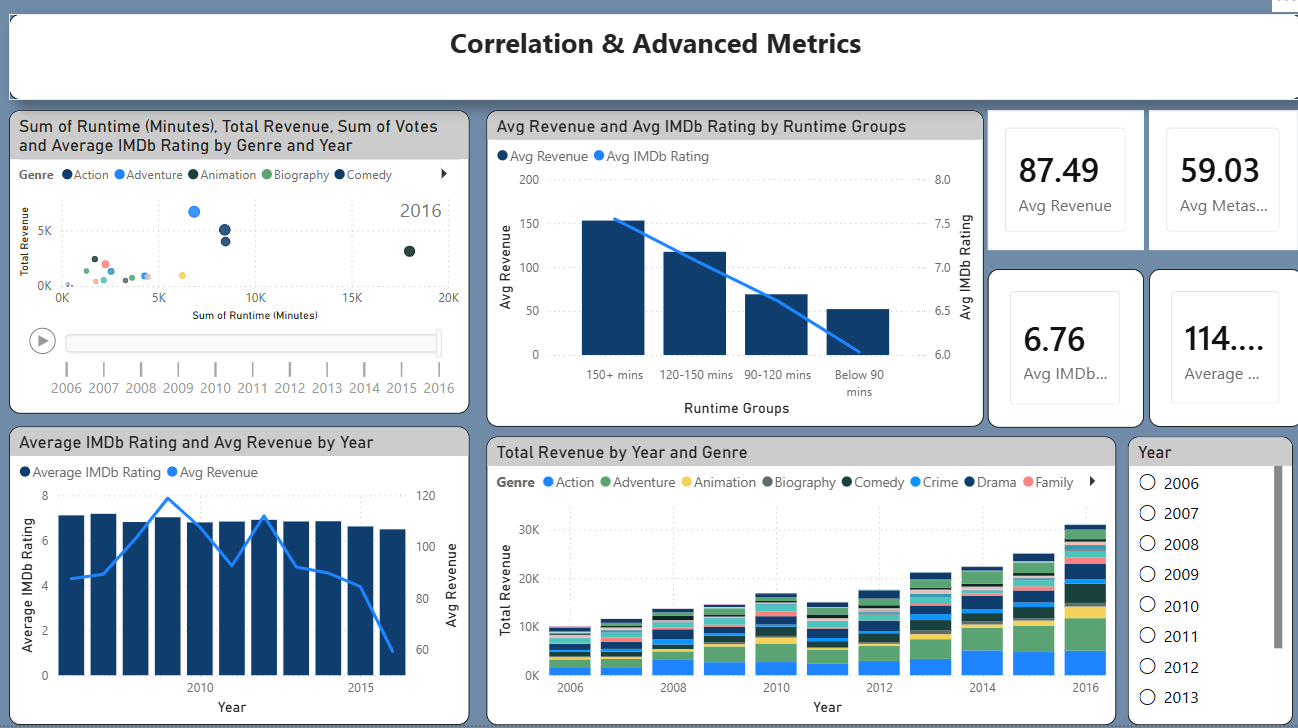 Correlation & Advanced Metrics
Sum of Runtime (Minutes), Total Revenue, Sum of Votes
and Average IMDb Rating by Genre and Year
Genre Action Adventure Animation Biography Comedy
2016
Total Revenue
5K
0K
0K 5K 10K 15K 20K
Sum of Runtime (Minutes)
2006 2007 2008 2009 2010 2011 2012 2013 2014 2015 2016
Avg Revenue and Avg IMDb Rating by Runtime Groups
Avg Revenue Avg IMDb Rating
Avg Revenue
200
150
100
50
0
8.0
7.5
7.0
6.5
6.0
Avg IMDb Rating
150+ mins 120-150 mins 90-120 mins Below 90
mins
Runtime Groups
87.49
Avg Revenue
59.03
Avg Metas...
6.76
Avg IMDb...
114....
Average ...
Average IMDb Rating and Avg Revenue by Year
Average IMDb Rating Avg Revenue
Average IMDb Rating
8
6
4
2
0
120
100
80
60
Avg Revenue
2010 2015
Year
Total Revenue by Year and Genre
Genre Action Adventure Animation Biography Comedy Crime Drama Family
Total Revenue
30K
20K
10K
0K
2006 2008 2010 2012 2014 2016
Year
Year
2006
2007
2008
2009
2010
2011
2012
2013